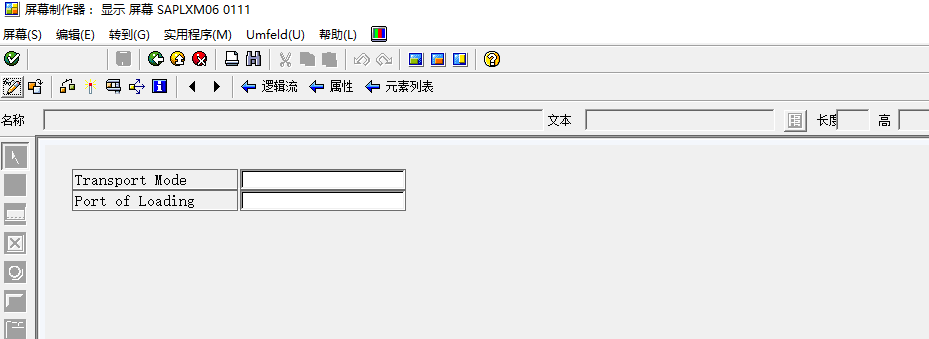 屏幕制作器： 显示 屏幕 SAPLXM06 0111
屏幕(S) 编辑(E) 转到(G) 实用程序(M) Umfeld(U) 帮助(L)
逻辑流 属性 元素列表
名称 文本 长度 高
Transport Mode
Port of Loading